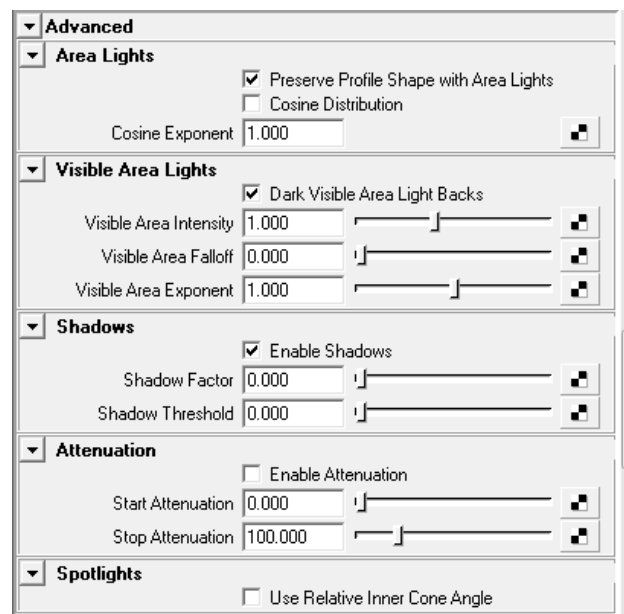 Advanced
Area Lights
Preserve Profile Shape with Area Lights
Cosine Distribution
Cosine Exponent 1.000
Visible Area Lights
Dark Visible Area Light Backs
Visible Area Intensity 1.000
Visible Area Falloff 0.000
Visible Area Exponent 1.000
Shadows
Enable Shadows
Shadow Factor 0.000
Shadow Threshold 0.000
Attenuation
Enable Attenuation
Start Attenuation 0.000
Stop Attenuation 100.000
Spotlights
Use Relative Inner Cone Angle